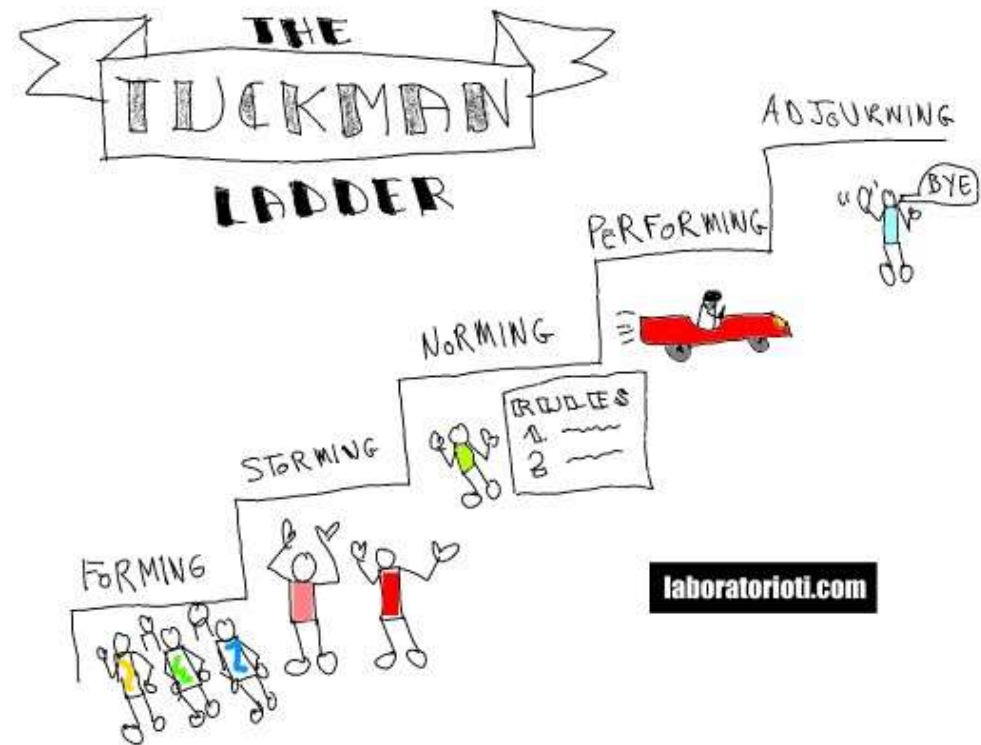 THE
TUCKMAN
LADDER
ADJOURNING
BYE
PERFORMING
NORMING
RULES
1
2
STORMING
FORMING
laboratorioti.com